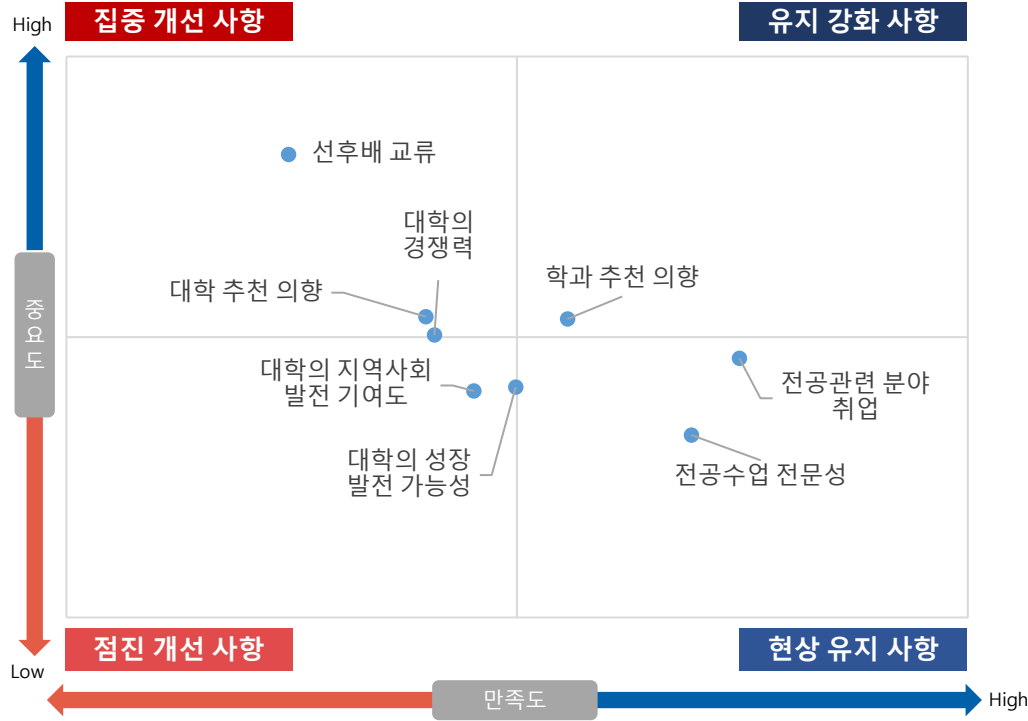 High
집중 개선 사항
유지 강화 사항
선후배 교류
대학의
경쟁력
대학 추천 의향
학과 추천 의향
중요도
대학의 지역사회
발전 기여도
전공관련 분야
취업
대학의 성장
발전 가능성
전공수업 전문성
점진 개선 사항
현상 유지 사항
Low
만족도
High